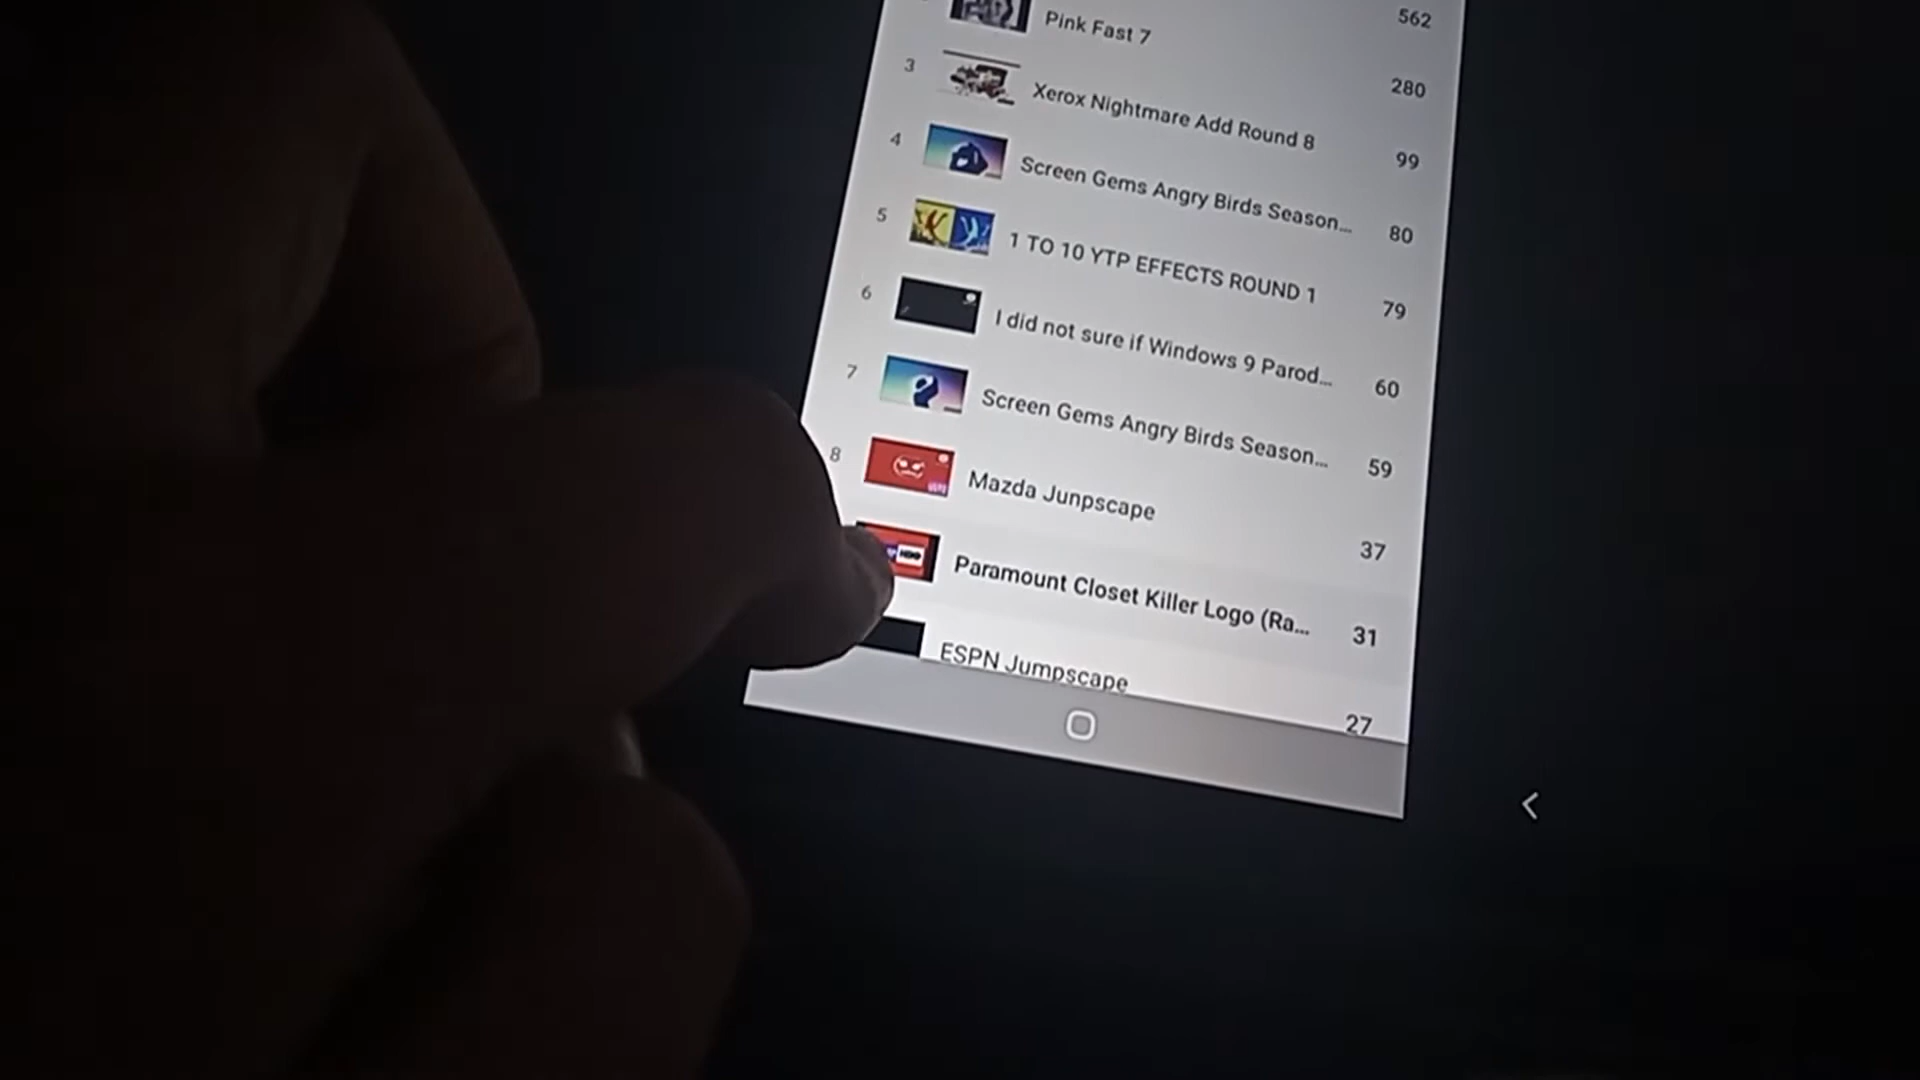 562
Pink Fast 7 280
3 Xerox Nightmare Add Round 8 99
4 Screen Gems Angry Birds Season... 80
5 1 TO 10 YTP EFFECTS ROUND 1 79
6 I did not sure if Windows 9 Parod... 60
7 Screen Gems Angry Birds Season... 59
8 Mazda Junpscape 37
HBO Paramount Closet Killer Logo (Ra... 31
ESPN Jumpscape 27